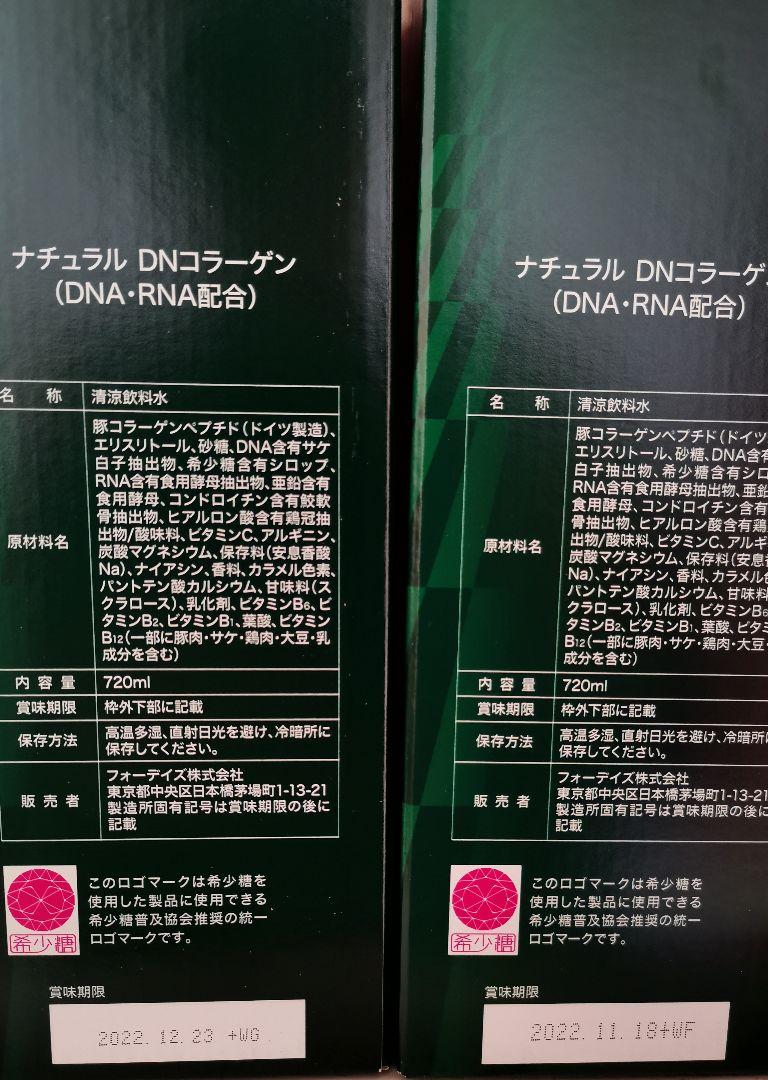 ナチュラル DNコラーゲン
(DNA・RNA配合)
名 称 清涼飲料水
原材料名
豚コラーゲンペプチド(ドイツ製造)、
エリスリトール、砂糖、DNA含有サケ
白子抽出物、希少糖含有シロップ、
RNA含有食用酵母抽出物、亜鉛含有
食用酵母、コンドロイチン含有鮫軟
骨抽出物、ヒアルロン酸含有鶏冠抽
出物/酸味料、ビタミンC、アルギニン、
炭酸マグネシウム、保存料(安息香酸
Na)、ナイアシン、香料、カラメル色素、
パントテン酸カルシウム、甘味料(ス
クラロース)、乳化剤、ビタミンB6、ビ
タミンB2、ビタミンB1、葉酸、ビタミン
B12(一部に豚肉・サケ・鶏肉・大豆・乳
成分を含む)
内容量 720ml
賞味期限 枠外下部に記載
保存方法
高温多湿、直射日光を避け、冷暗所に
保存してください。
販売者
フォーデイズ株式会社
東京都中央区日本橋茅場町1-13-21
製造所固有記号は賞味期限の後に
記載
希少糖
このロゴマークは希少糖を
使用した製品に使用できる
希少糖普及協会推奨の統一
ロゴマークです。
賞味期限
2022.12.23 +WG
ナチュラル DNコラーゲ
(DNA・RNA配合)
名 称 清涼飲料水
原材料名
豚コラーゲンペプチド(ドイツ
エリスリトール、砂糖、DNA含有
白子抽出物、希少糖含有シロ
RNA含有食用酵母抽出物、亜
食用酵母、コンドロイチン含有
骨抽出物、ヒアルロン酸含有鶏
出物/酸味料、ビタミンC、アルギ
炭酸マグネシウム、保存料(安息
Na)、ナイアシン、香料、カラメル色
パントテン酸カルシウム、甘味料
クラロース)、乳化剤、ビタミンB6
タミンB2、ビタミンB1、葉酸、ビタ
B12(一部に豚肉・サケ・鶏肉・大豆・
成分を含む)
内容量 720ml
賞味期限 枠外下部に記載
保存方法
高温多湿、直射日光を避け、冷暗所
保存してください。
販売者
フォーデイズ株式会社
東京都中央区日本橋茅場町1-13-21
製造所固有記号は賞味期限の後に
記載
希少糖
このロゴマークは希少糖を
使用した製品に使用できる
希少糖普及協会推奨の統一
ロゴマークです。
賞味期限
2022.11.18+WF